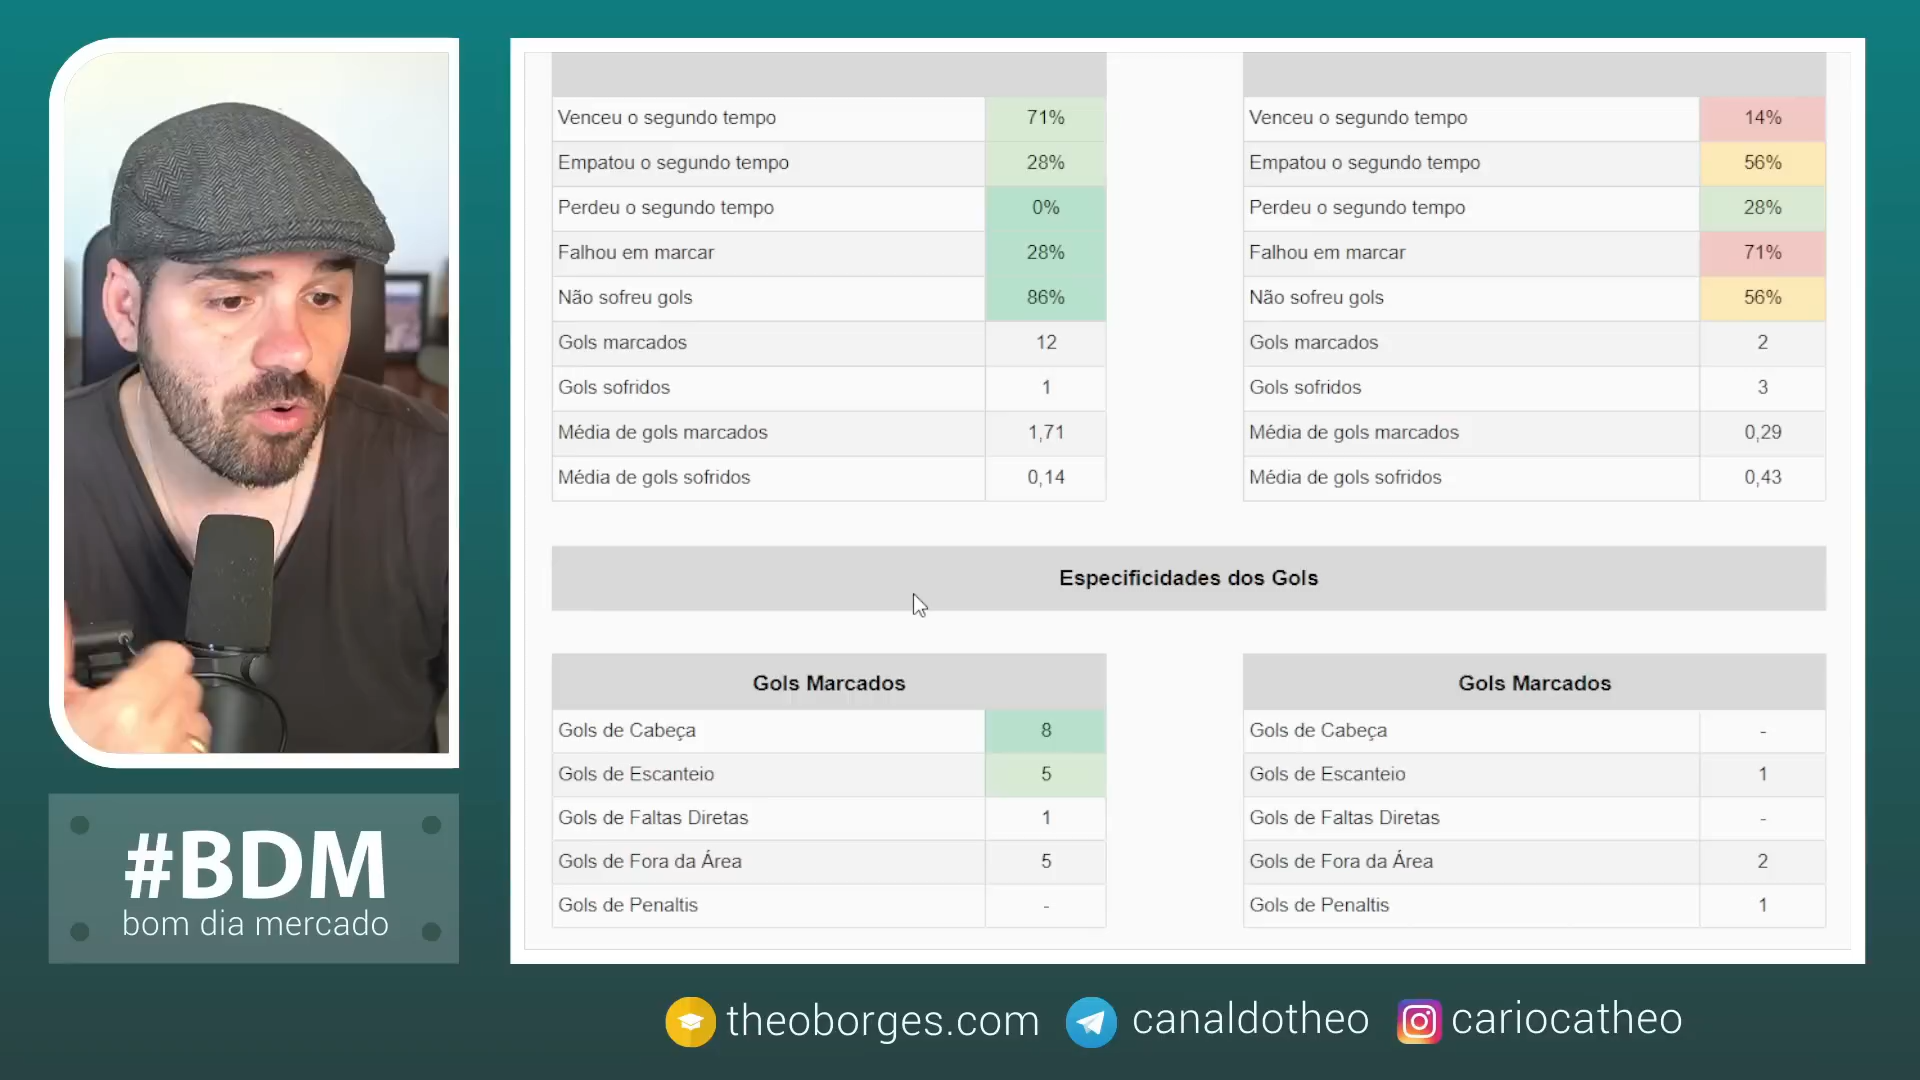 Venceu o segundo tempo 71%
Empatou o segundo tempo 28%
Perdeu o segundo tempo 0%
Falhou em marcar 28%
Não sofreu gols 86%
Gols marcados 12
Gols sofridos 1
Média de gols marcados 1,71
Média de gols sofridos 0,14
Venceu o segundo tempo 14%
Empatou o segundo tempo 56%
Perdeu o segundo tempo 28%
Falhou em marcar 71%
Não sofreu gols 56%
Gols marcados 2
Gols sofridos 3
Média de gols marcados 0,29
Média de gols sofridos 0,43
Especificidades dos Gols
Gols Marcados
Gols de Cabeça 8
Gols de Escanteio 5
Gols de Faltas Diretas 1
Gols de Fora da Área 5
Gols de Penaltis -
Gols Marcados
Gols de Cabeça -
Gols de Escanteio 1
Gols de Faltas Diretas -
Gols de Fora da Área 2
Gols de Penaltis 1
#BDM
bom dia mercado
theoborges.com canaldotheo cariocatheo